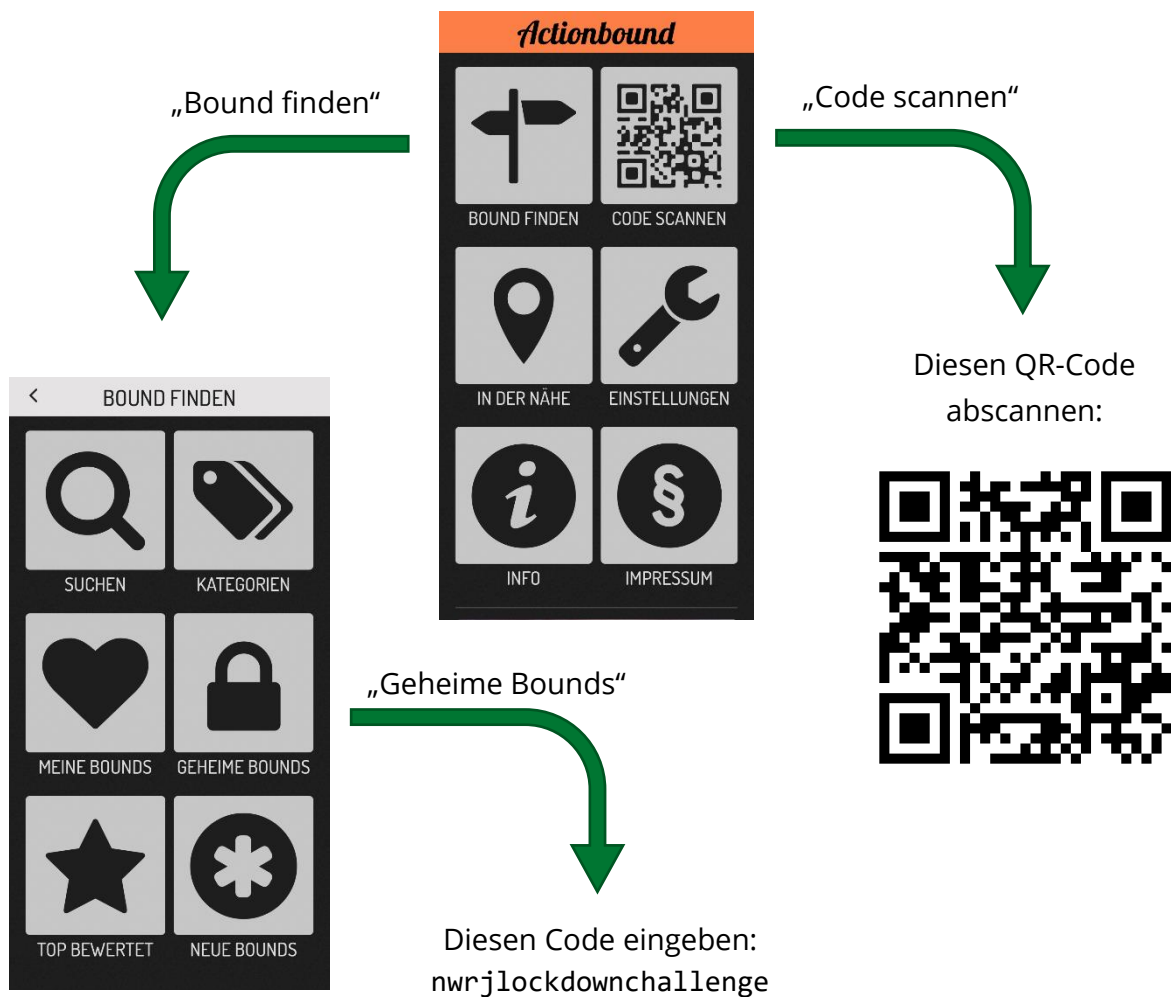 Actionbound
„Bound finden“
„Code scannen“
BOUND FINDEN
CODE SCANNEN
IN DER NÄHE
EINSTELLUNGEN
INFO
IMPRESSUM
Diesen QR-Code
abscannen:
< BOUND FINDEN
SUCHEN
KATEGORIEN
MEINE BOUNDS
GEHEIME BOUNDS
TOP BEWERTET
NEUE BOUNDS
„Geheime Bounds“
Diesen Code eingeben:
nwrjlockdownchallenge